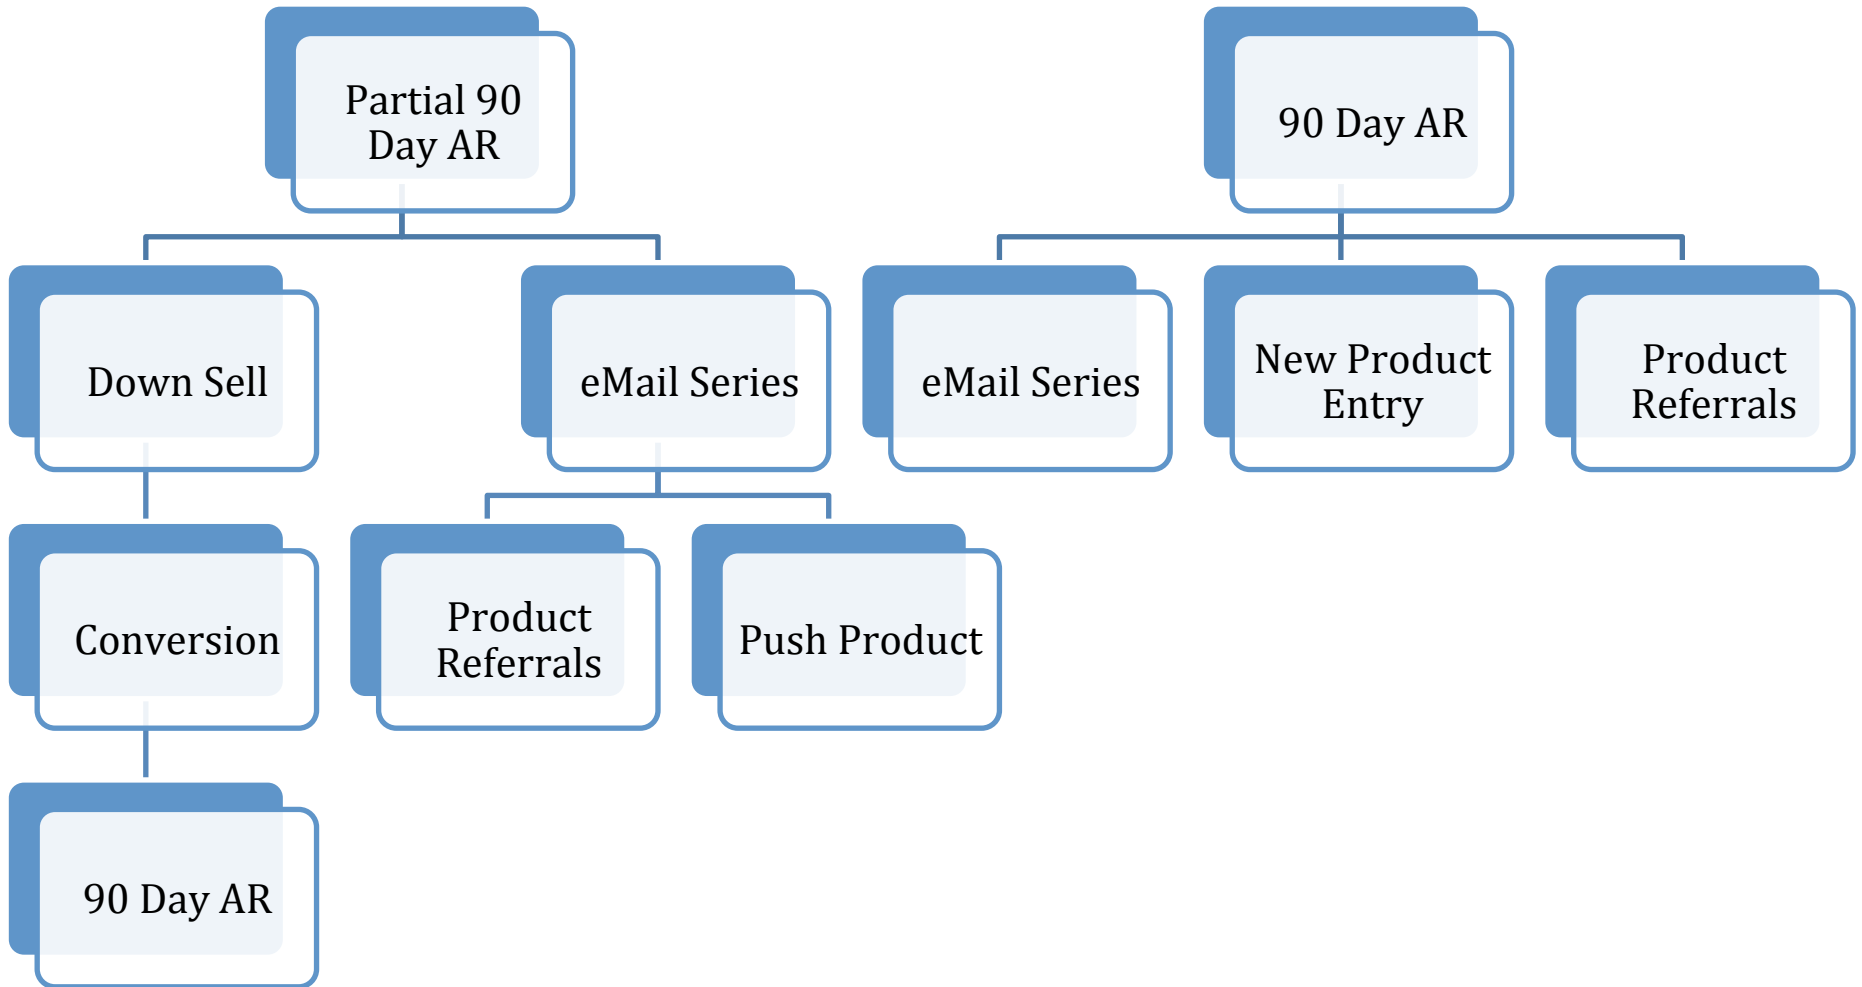 Partial 90
Day AR
90 Day AR
Down Sell
eMail Series
eMail Series
New Product
Entry
Product
Referrals
Conversion
Product
Referrals
Push Product
90 Day AR